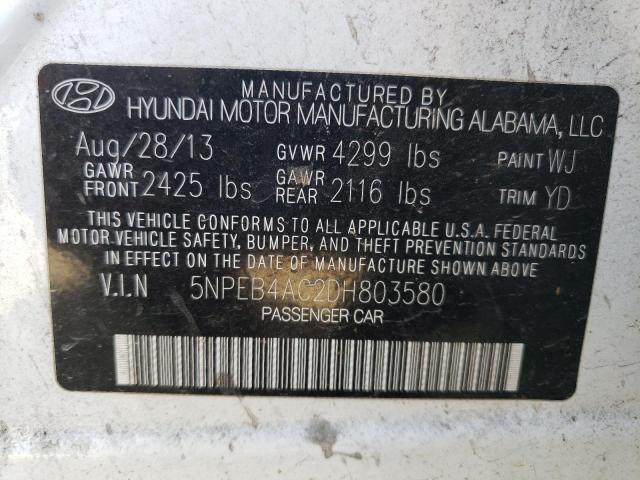 MANUFACTURED BY
HYUNDAI MOTOR MANUFACTURING ALABAMA, LLC
Aug/28/13 GVWR 4299 lbs PAINT WJ
GAWR FRONT 2425 lbs GAWR REAR 2116 lbs TRIM YD
THIS VEHICLE CONFORMS TO ALL APPLICABLE U.S.A. FEDERAL
MOTOR VEHICLE SAFETY, BUMPER, AND THEFT PREVENTION STANDARDS
IN EFFECT ON THE DATE OF MANUFACTURE SHOWN ABOVE
V.I.N 5NPEB4AC2DH803580
PASSENGER CAR